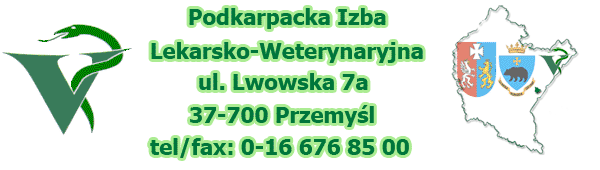 Podkarpacka Izba
Lekarsko-Weterynaryjna
ul. Lwowska 7a
37-700 Przemyśl
tel/fax: 0-16 676 85 00